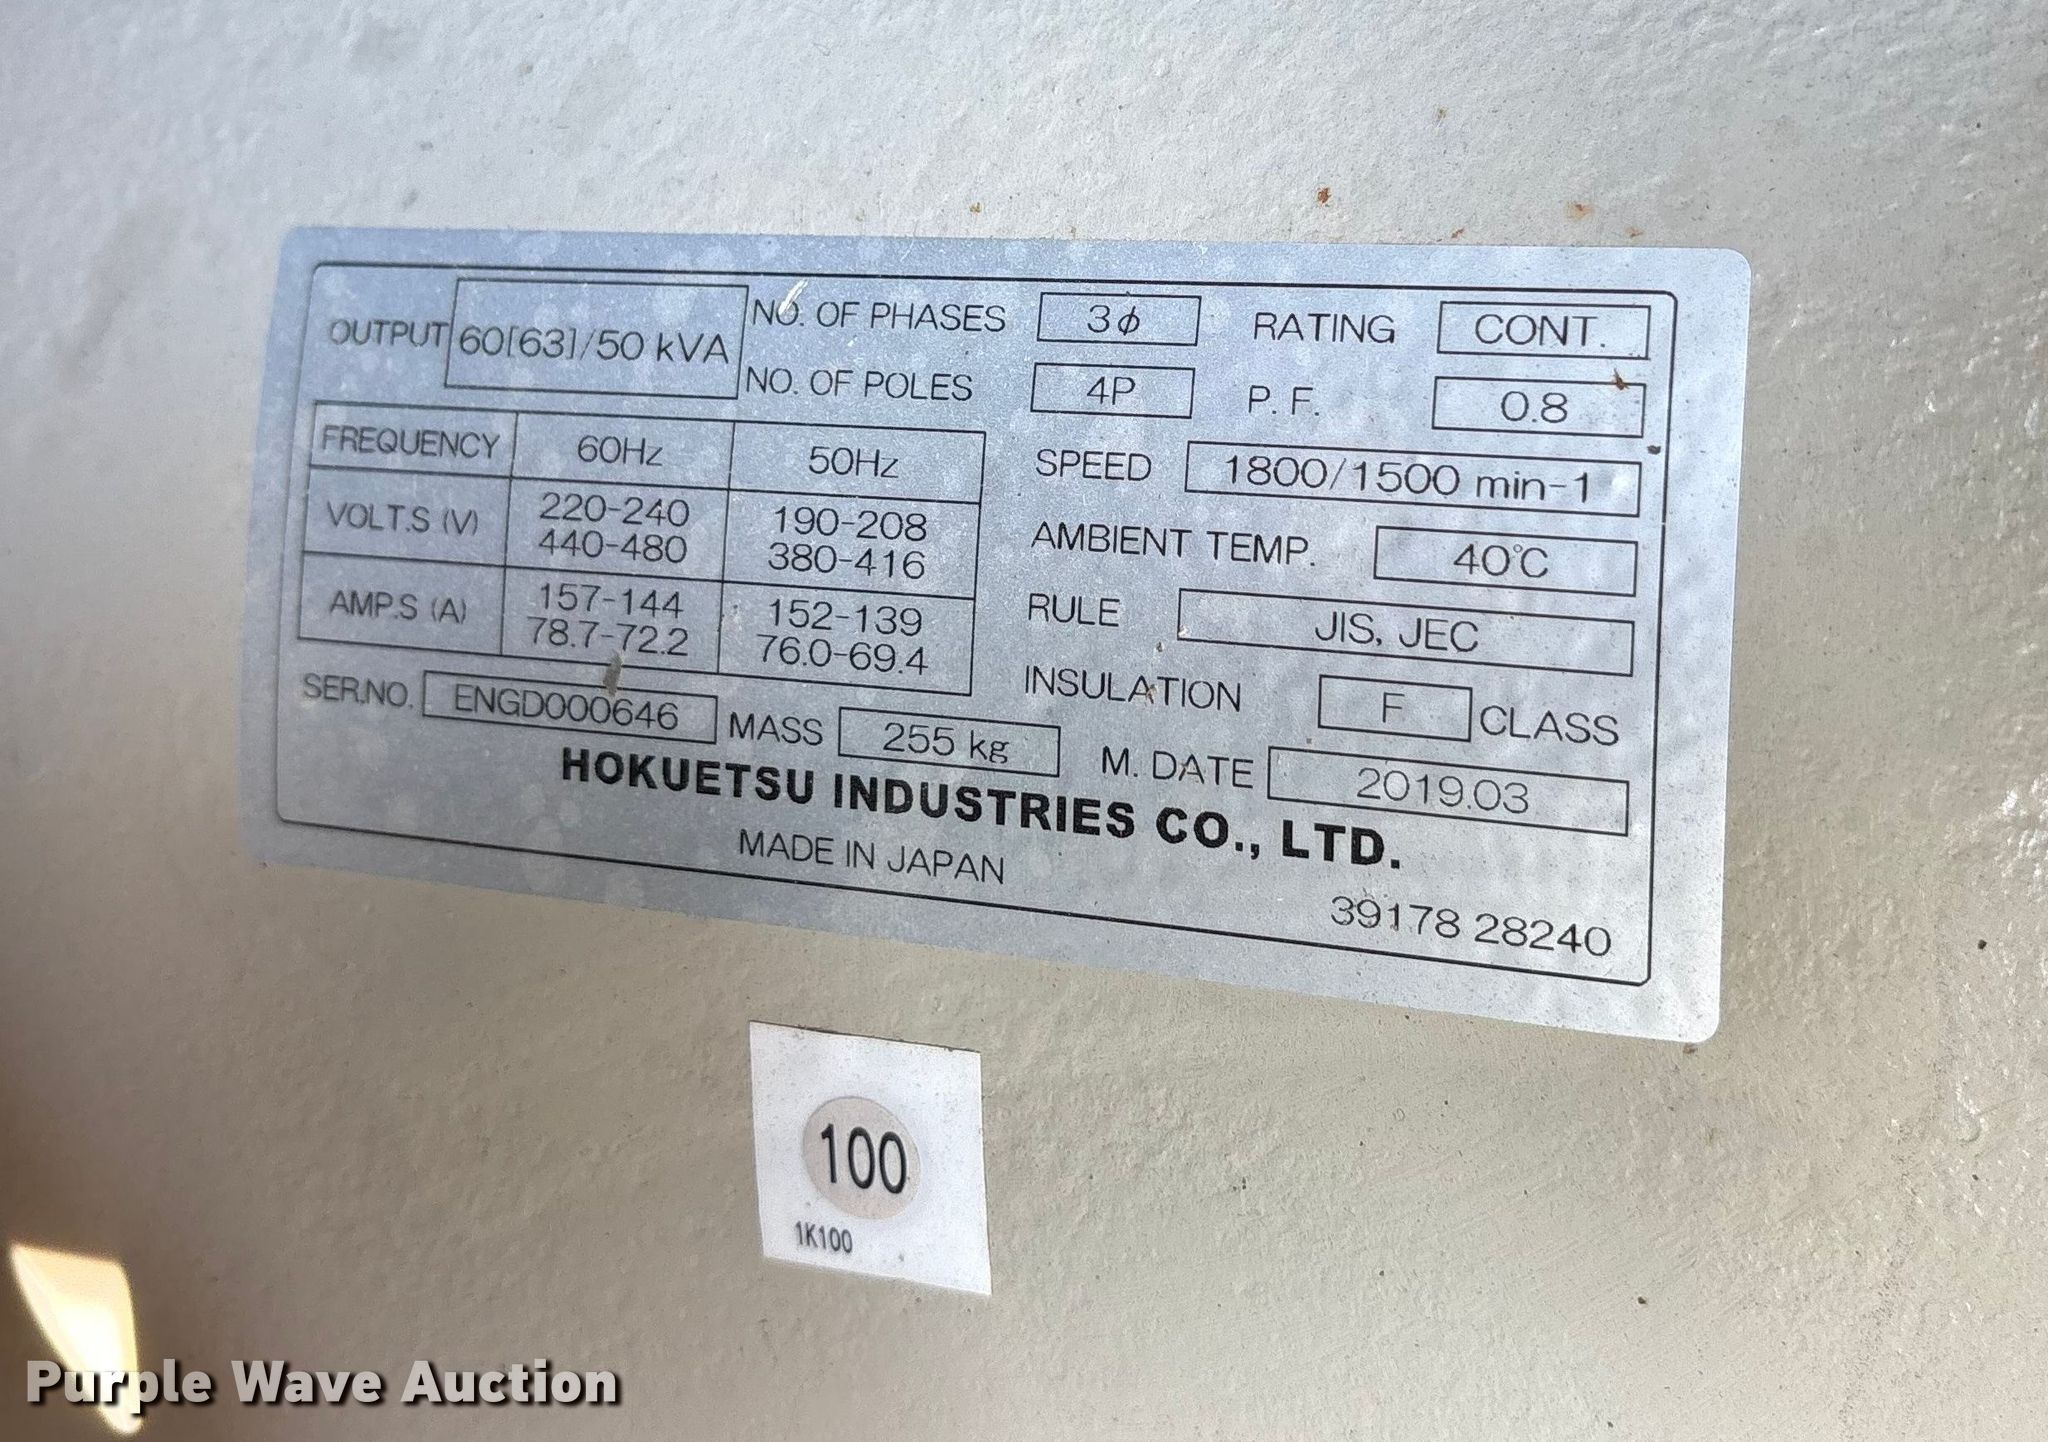 OUTPUT 60[63]/50 kVA NO. OF PHASES 3ϕ RATING CONT.
NO. OF POLES 4P P. F. 0.8
FREQUENCY 60Hz 50Hz SPEED 1800/1500 min-1
VOLT.S (V) 220-240 190-208
440-480 380-416
AMBIENT TEMP. 40℃
AMP.S (A) 157-144 152-139
78.7-72.2 76.0-69.4
RULE JIS, JEC
INSULATION F CLASS
SER.NO. ENGD000646 MASS 255 kg M. DATE 2019.03
HOKUETSU INDUSTRIES CO., LTD.
MADE IN JAPAN
39178 28240
100
1K100
Purple Wave Auction